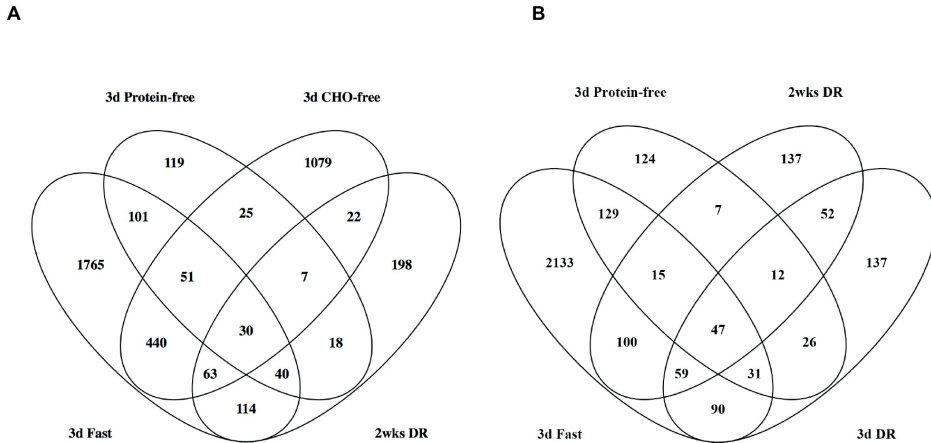 A
B
3d Protein-free 3d CHO-free
3d Protein-free 2wks DR
119 1079
124 137
101 25 22
129 7 52
1765 51 7 198
2133 15 12 137
440 30 18
100 47 26
63 40
59 31
114
90
3d Fast 2wks DR
3d Fast 3d DR